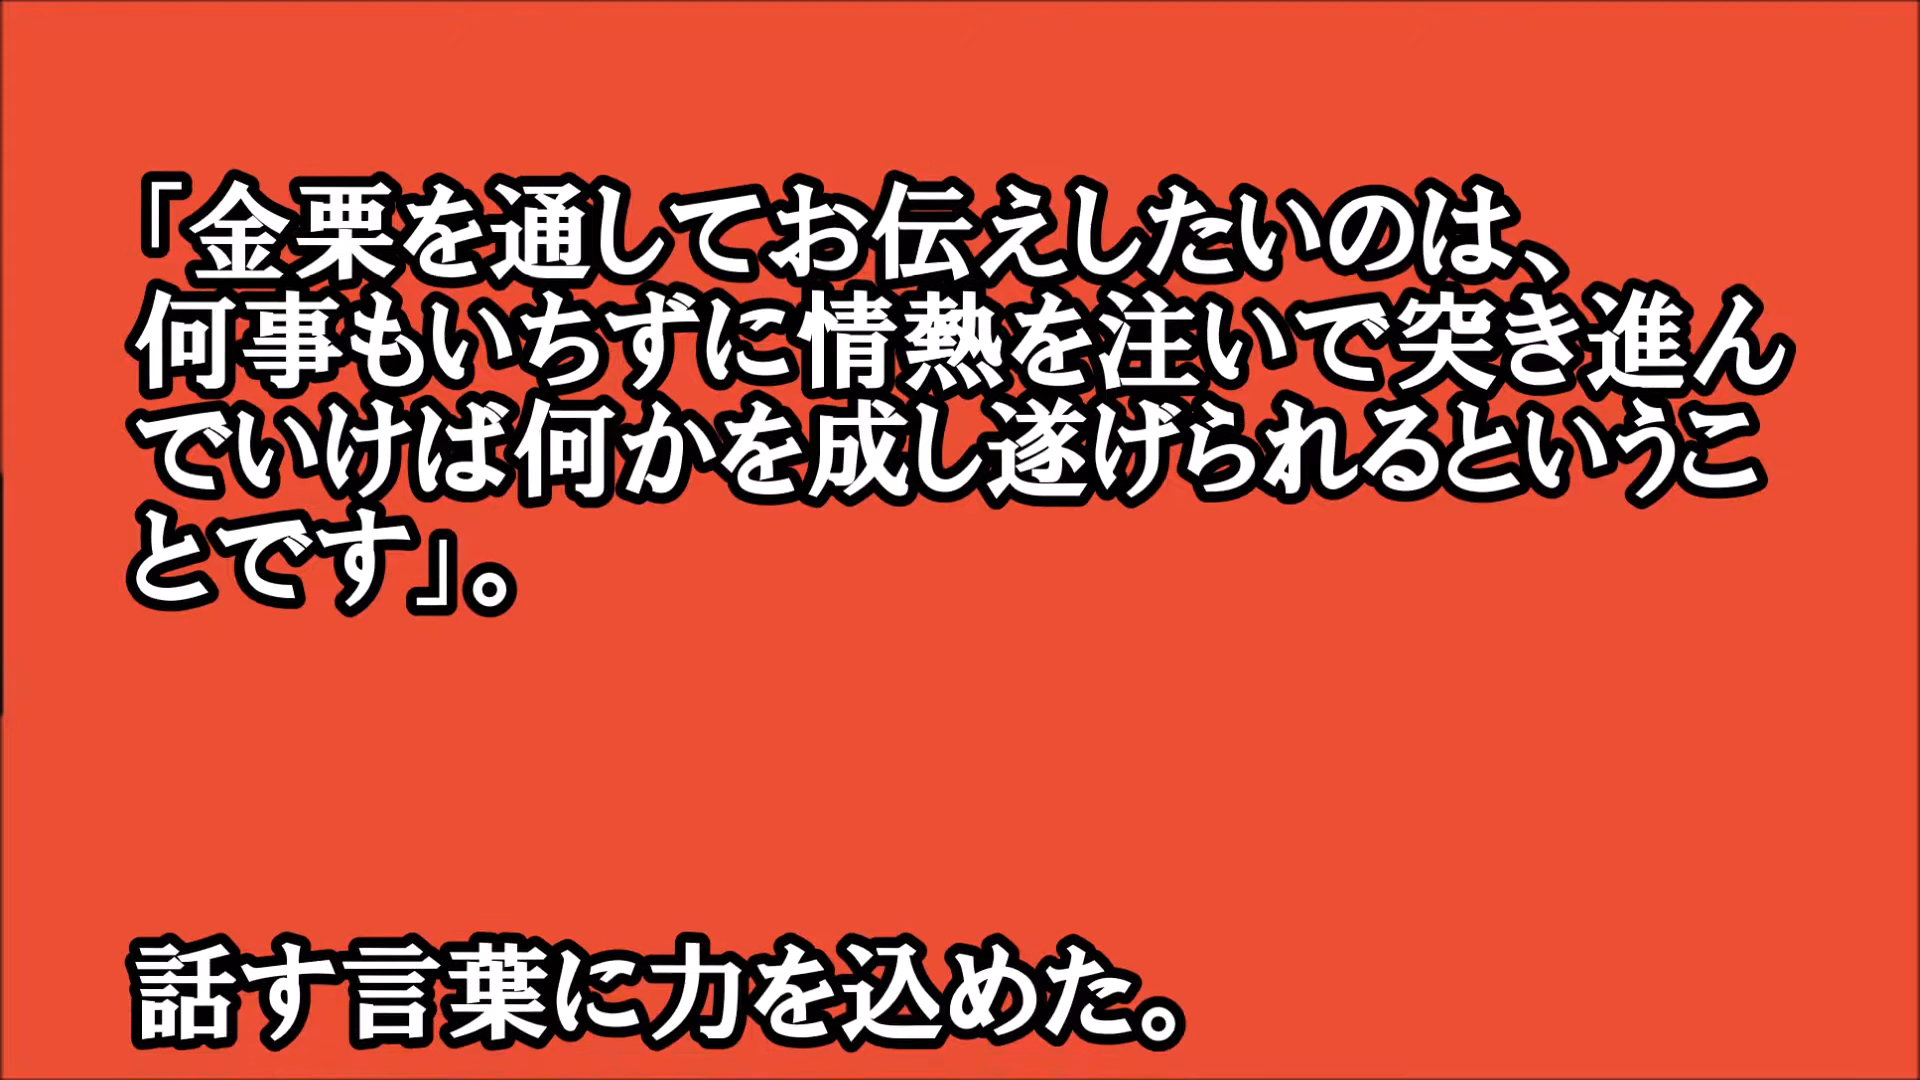 「金栗を通してお伝えしたいのは、
何事もいちずに情熱を注いで突き進ん
でいけば何かを成し遂げられるというこ
とです」。
話す言葉に力を込めた。